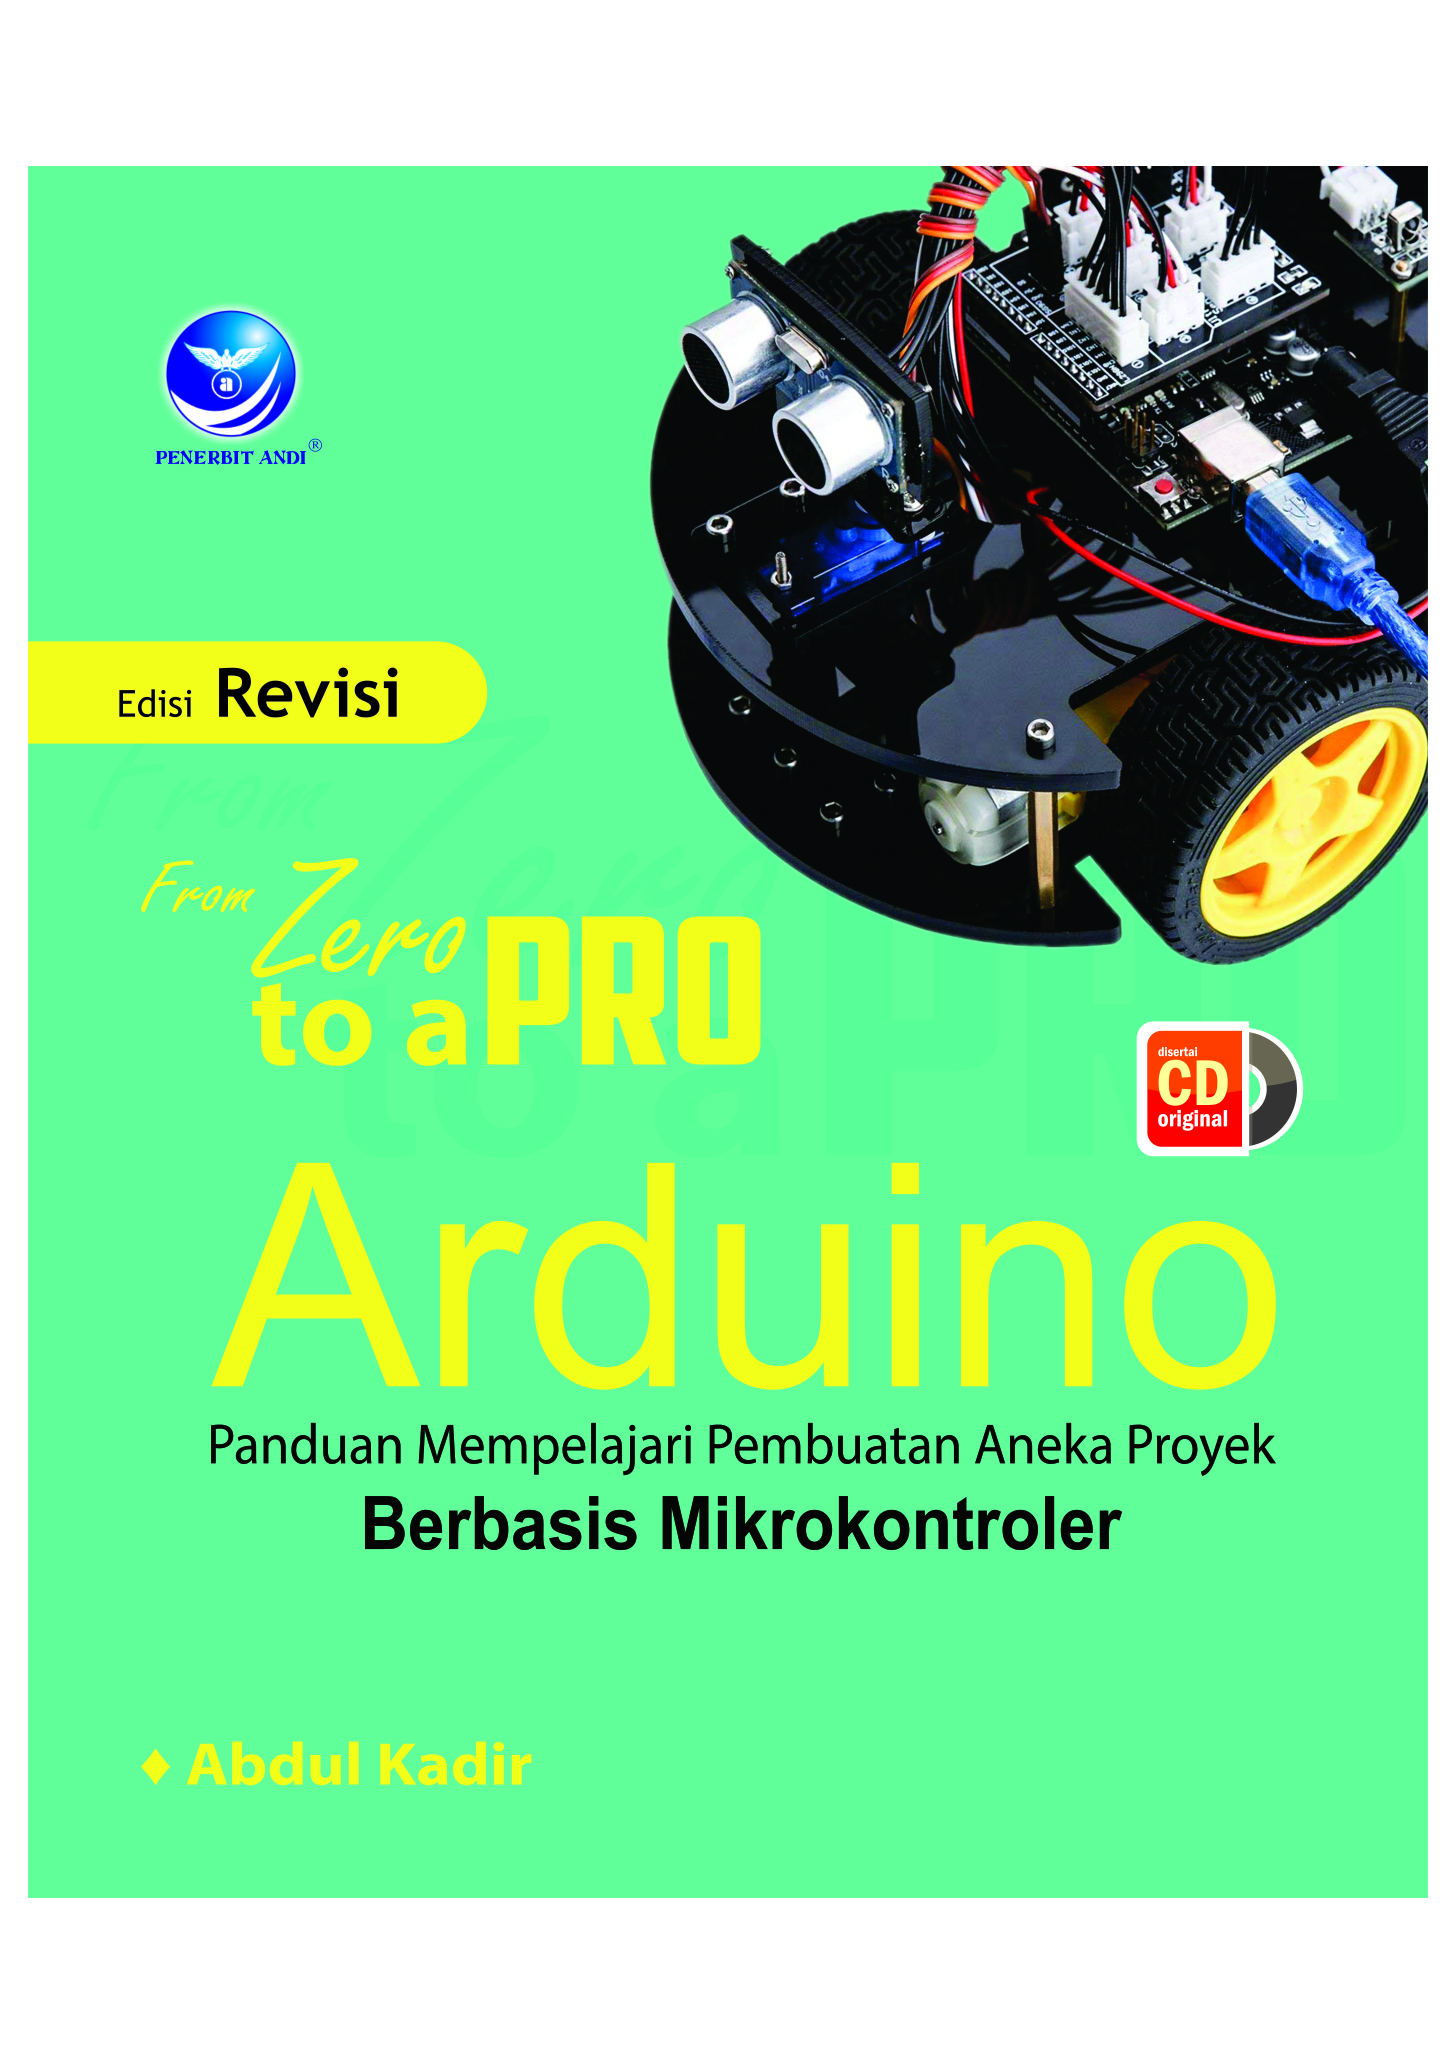 PENERBIT ANDI ®
Edisi Revisi
From Zero
to a PRO
disertai
CD
original
Arduino
Panduan Mempelajari Pembuatan Aneka Proyek
Berbasis Mikrokontroler
♦ Abdul Kadir